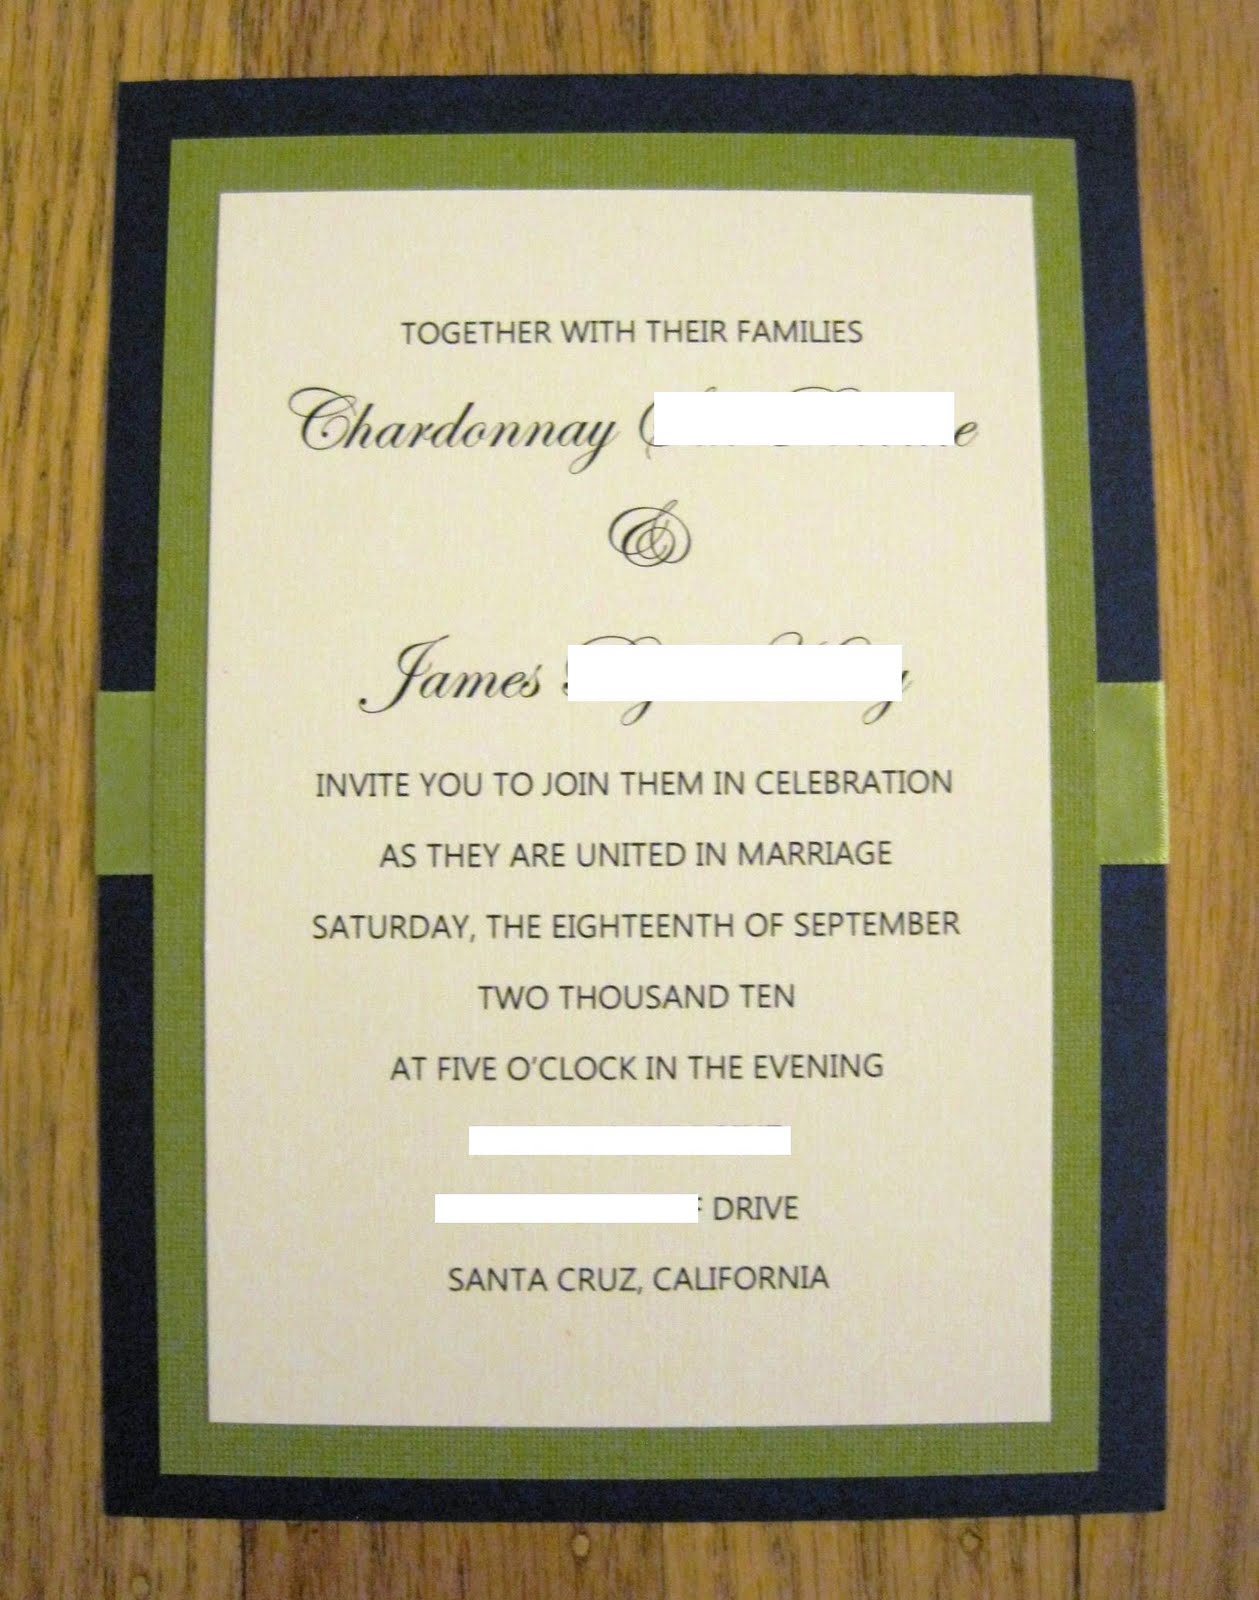 TOGETHER WITH THEIR FAMILIES
Chardonnay
&
James
INVITE YOU TO JOIN THEM IN CELEBRATION
AS THEY ARE UNITED IN MARRIAGE
SATURDAY, THE EIGHTEENTH OF SEPTEMBER
TWO THOUSAND TEN
AT FIVE O'CLOCK IN THE EVENING
DRIVE
SANTA CRUZ, CALIFORNIA